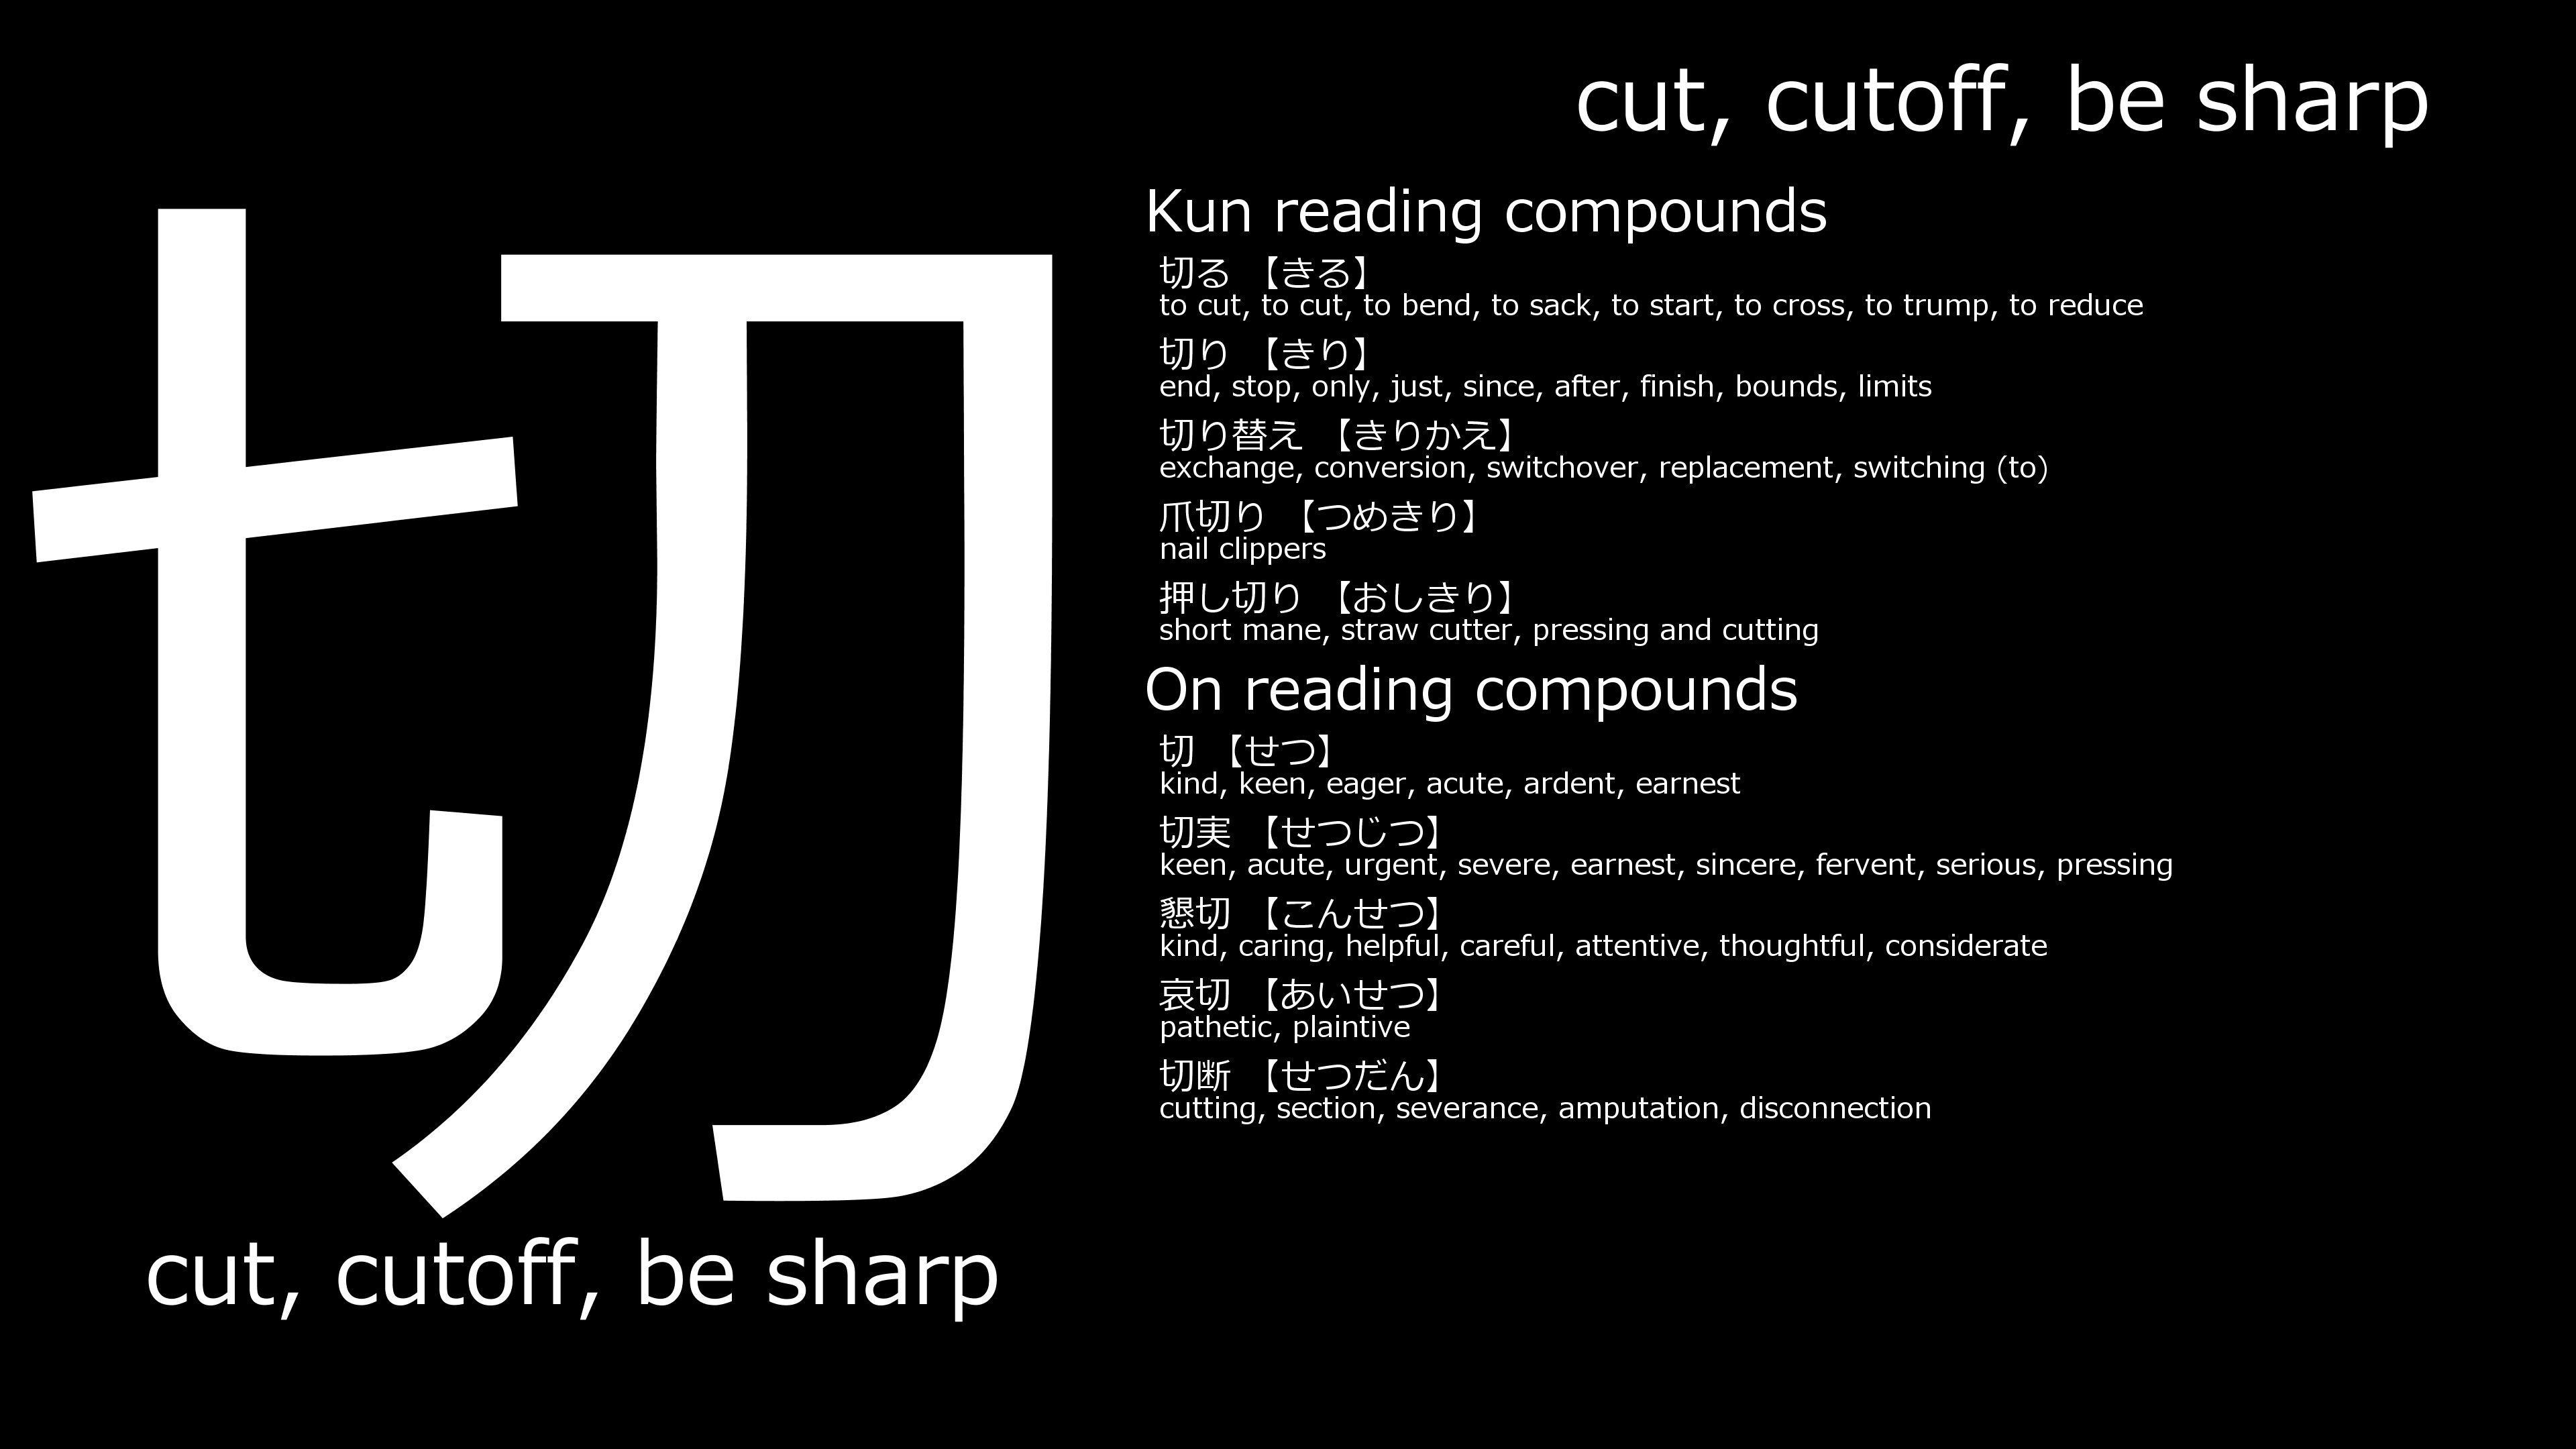 切
cut, cutoff, be sharp
cut, cutoff, be sharp
Kun reading compounds
切る 【きる】
to cut, to cut, to bend, to sack, to start, to cross, to trump, to reduce
切り 【きり】
end, stop, only, just, since, after, finish, bounds, limits
切り替え 【きりかえ】
exchange, conversion, switchover, replacement, switching (to)
爪切り 【つめきり】
nail clippers
押し切り 【おしきり】
short mane, straw cutter, pressing and cutting
On reading compounds
切 【せつ】
kind, keen, eager, acute, ardent, earnest
切実 【せつじつ】
keen, acute, urgent, severe, earnest, sincere, fervent, serious, pressing
懇切 【こんせつ】
kind, caring, helpful, careful, attentive, thoughtful, considerate
哀切 【あいせつ】
pathetic, plaintive
切断 【せつだん】
cutting, section, severance, amputation, disconnection